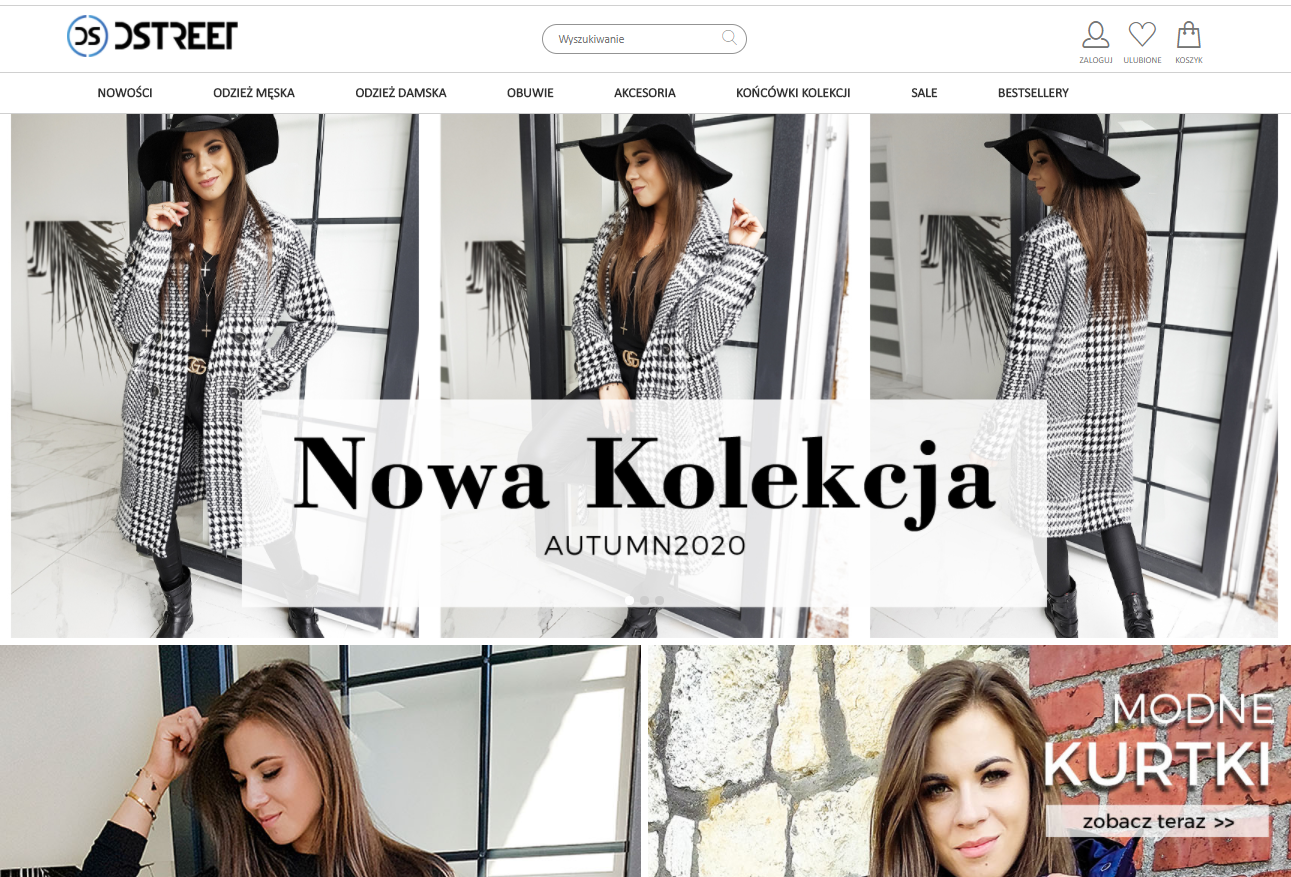 DS DSTREET
Wyszukiwanie
ZALOGUJ ULUBIONE KOSZYK
NOWOŚCI ODZIEŻ MĘSKA ODZIEŻ DAMSKA OBUWIE AKCESORIA KOŃCÓWKI KOLEKCJI SALE BESTSELLERY
Nowa Kolekcja
AUTUMN2020
MODNE
KURTKI
zobacz teraz >>